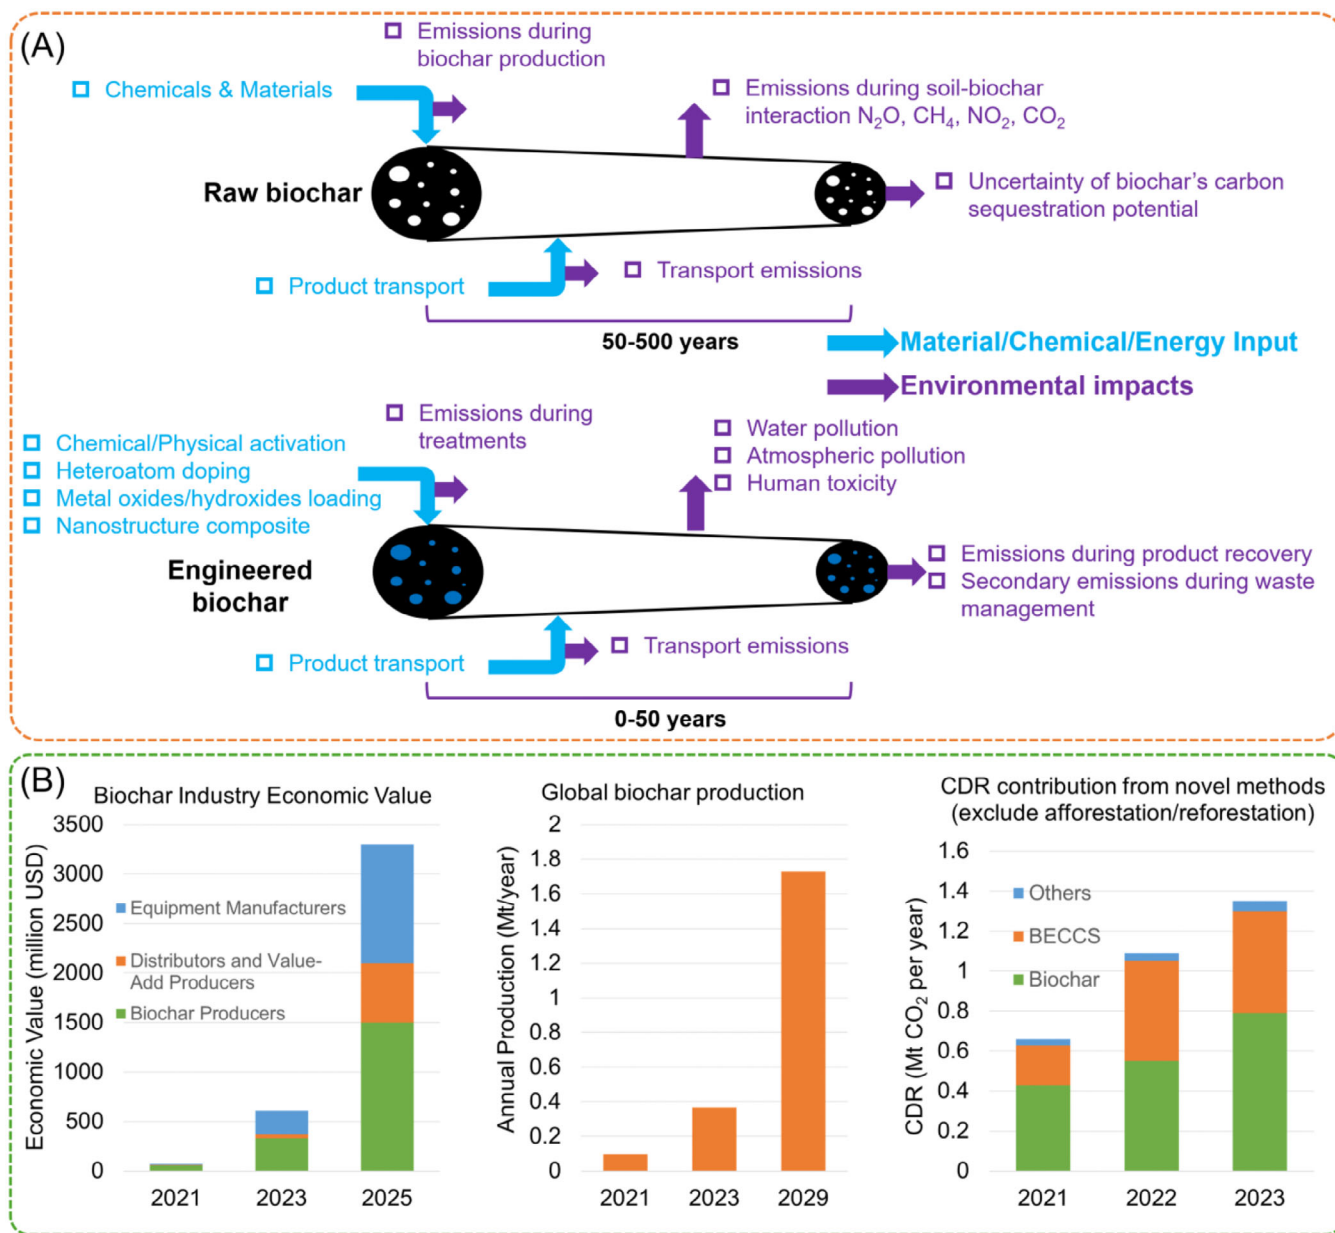 (A)
Emissions during
biochar production
Chemicals & Materials
Emissions during soil-biochar
interaction N₂O, CH₄, NO₂, CO₂
Raw biochar
Uncertainty of biochar's carbon
sequestration potential
Product transport
Transport emissions
50-500 years
Material/Chemical/Energy Input
Environmental impacts
Emissions during
treatments
Chemical/Physical activation
Heteroatom doping
Metal oxides/hydroxides loading
Nanostructure composite
Water pollution
Atmospheric pollution
Human toxicity
Engineered
biochar
Emissions during product recovery
Secondary emissions during waste
management
Product transport
Transport emissions
0-50 years
(B)
Biochar Industry Economic Value
Economic Value (million USD)
3500
3000
2500
2000
1500
1000
500
0
Equipment Manufacturers
Distributors and Value-
Add Producers
Biochar Producers
2021 2023 2025
Global biochar production
Annual Production (Mt/year)
2
1.8
1.6
1.4
1.2
1
0.8
0.6
0.4
0.2
0
2021 2023 2029
CDR contribution from novel methods
(exclude afforestation/reforestation)
CDR (Mt CO₂ per year)
1.6
1.4
1.2
1
0.8
0.6
0.4
0.2
0
Others
BECCS
Biochar
2021 2022 2023